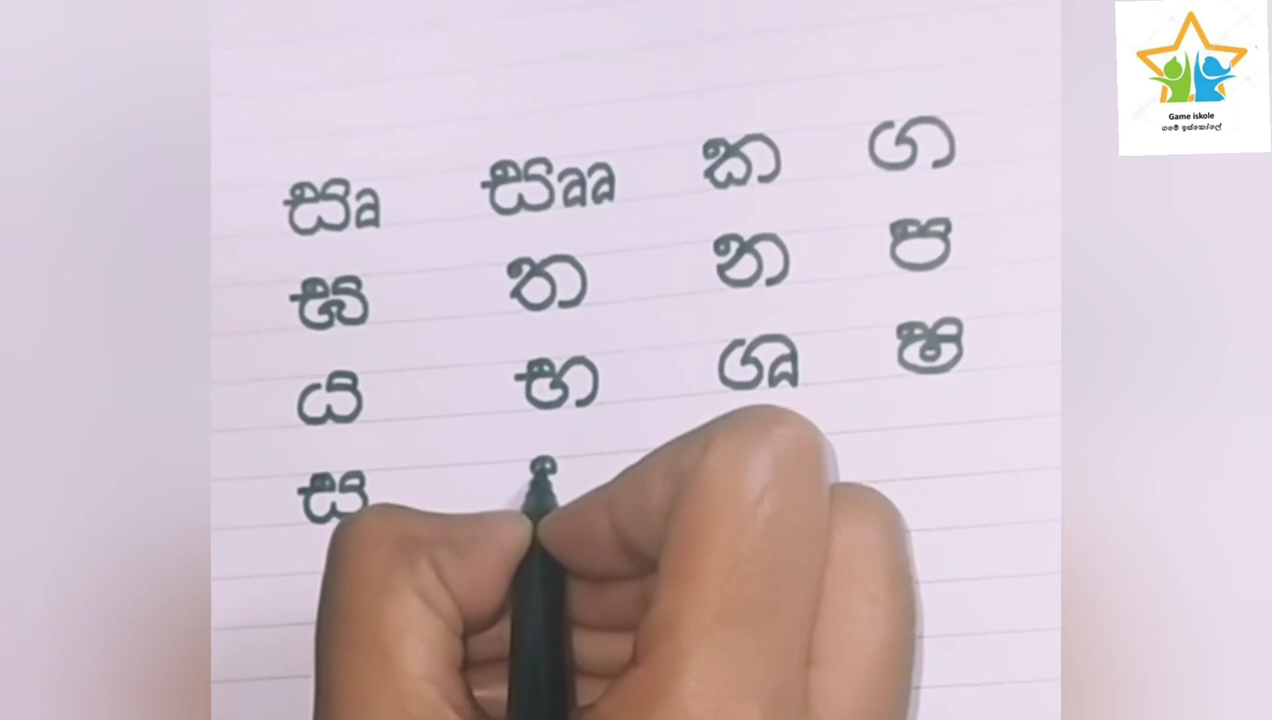 සෘ සෲ ක ග
ඝ ත න ප
ය භ ශ ෂ
ස
Game iskole
ගමේ ඉස්කෝලේ